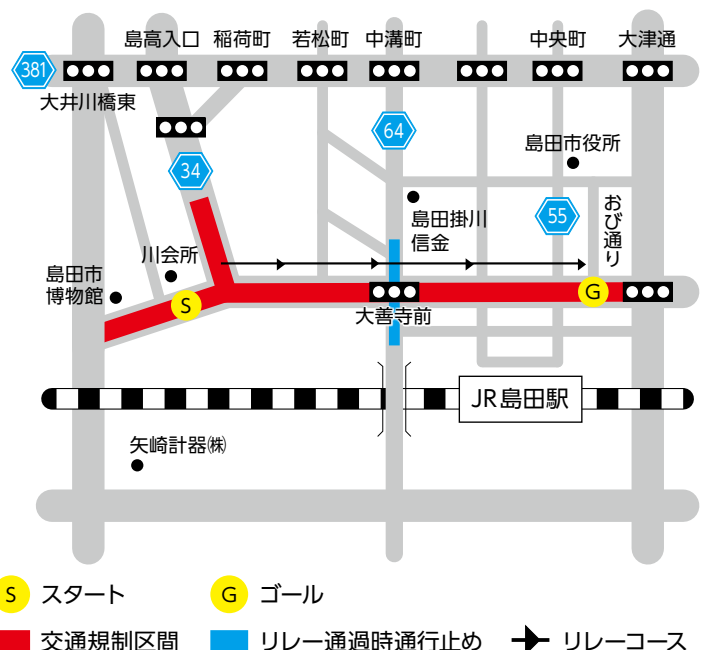 島高入口
稲荷町
若松町
中溝町
中央町
大津通
381
大井川橋東
64
島田市役所
34
島田掛川
信金
55
おび通り
川会所
島田市
博物館
S
G
大善寺前
JR島田駅
矢崎計器㈱
S スタート
G ゴール
交通規制区間
リレー通過時通行止め
リレーコース